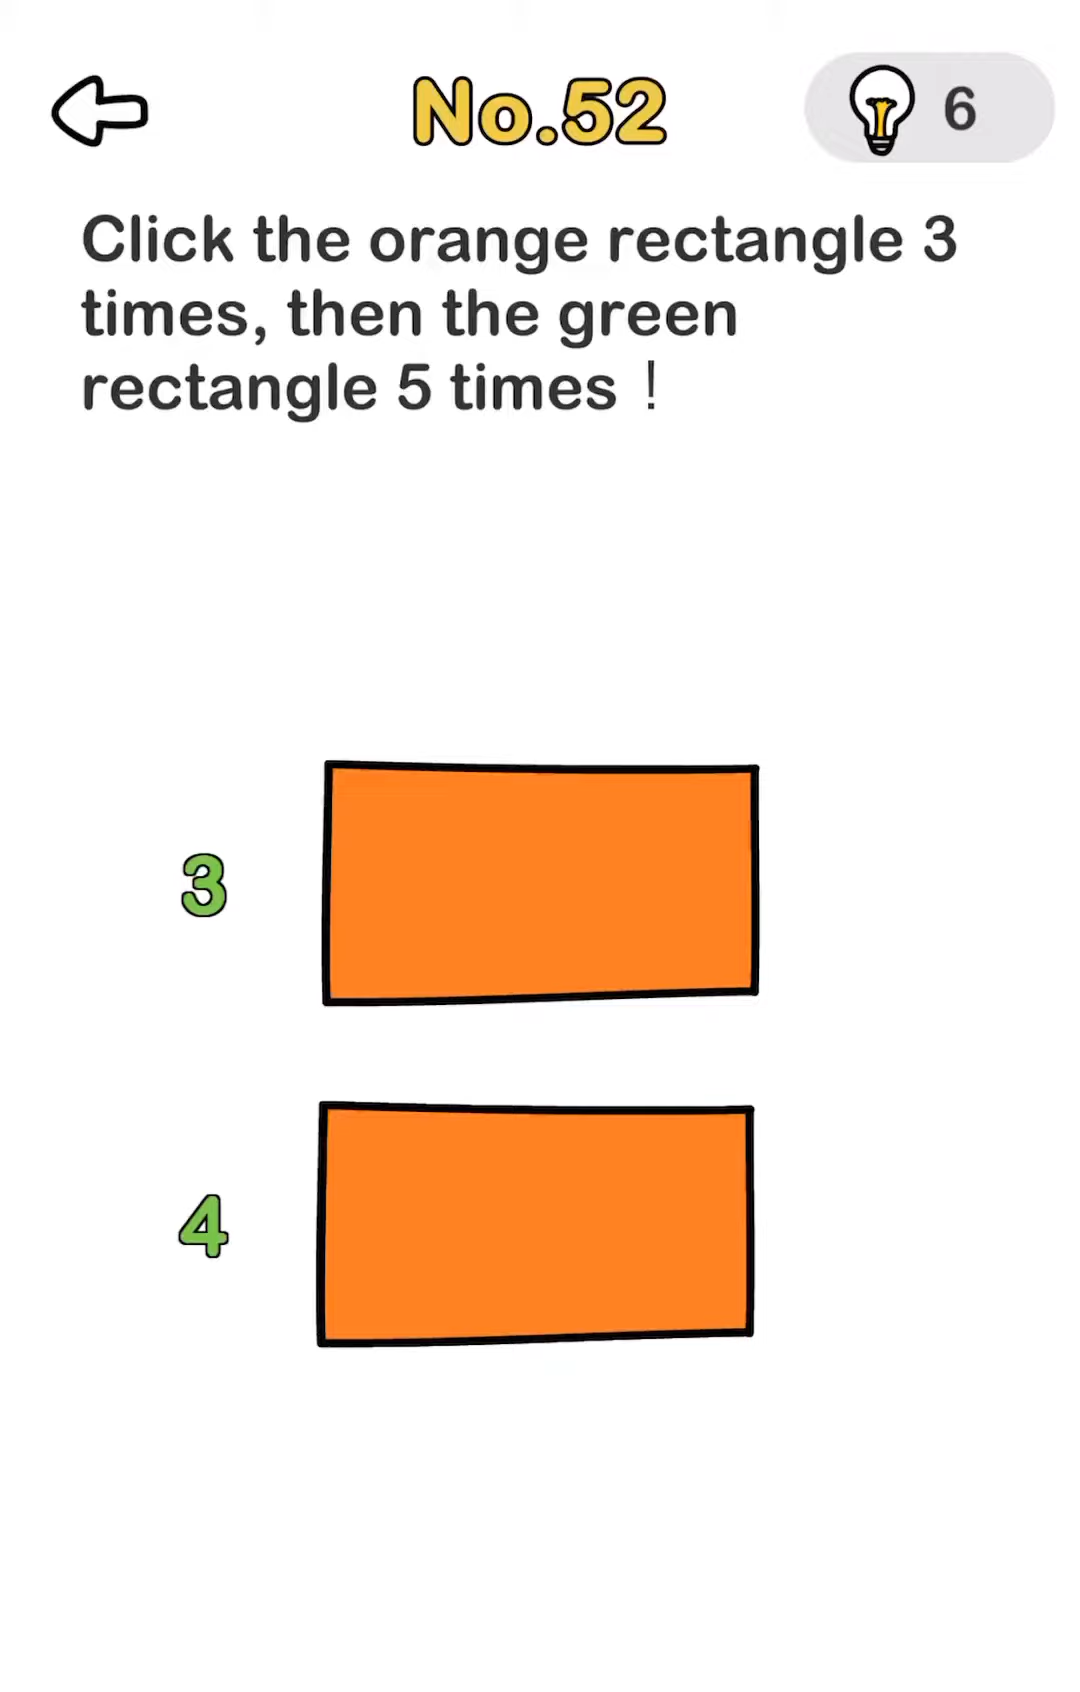 No.52
6
Click the orange rectangle 3
times, then the green
rectangle 5 times！
3
4